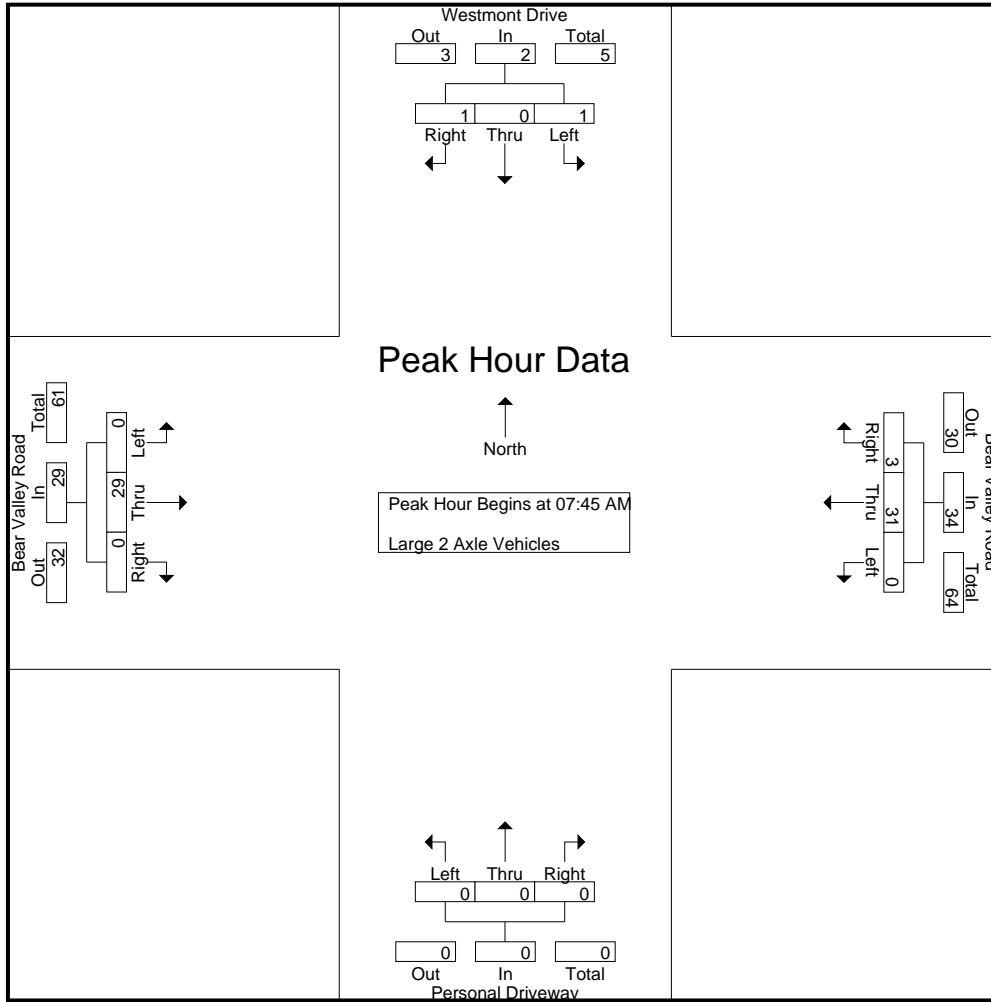 Westmont Drive
Out In Total
3 2 5
1 0 1
Right Thru Left
Peak Hour Data
North
Peak Hour Begins at 07:45 AM
Large 2 Axle Vehicles
Bear Valley Road
Out In Total
32 29 61
Left Thru Right
0 29 0
Bear Valley Road
Out In Total
30 34 64
Right Thru Left
3 31 0
Left Thru Right
0 0 0
0 0 0
Out In Total
Personal Driveway